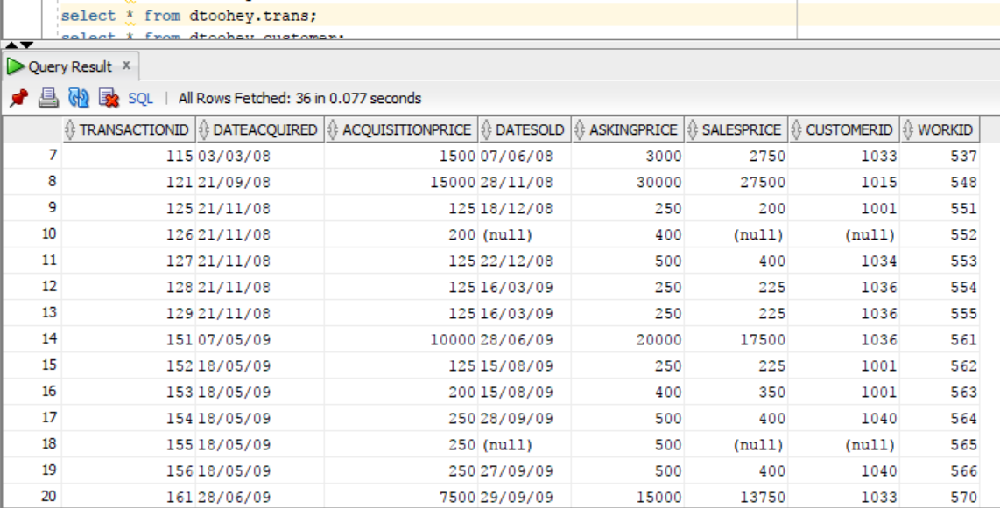 select * from dtoohey.trans;
select * from dtoohey.customer;
Query Result x
SQL | All Rows Fetched: 36 in 0.077 seconds
TRANSACTIONID DATEACQUIRED ACQUISITIONPRICE DATESOLD ASKINGPRICE SALESPRICE CUSTOMERID WORKID
7 115 03/03/08 1500 07/06/08 3000 2750 1033 537
8 121 21/09/08 15000 28/11/08 30000 27500 1015 548
9 125 21/11/08 125 18/12/08 250 200 1001 551
10 126 21/11/08 200 (null) 400 (null) (null) 552
11 127 21/11/08 125 22/12/08 500 400 1034 553
12 128 21/11/08 125 16/03/09 250 225 1036 554
13 129 21/11/08 125 16/03/09 250 225 1036 555
14 151 07/05/09 10000 28/06/09 20000 17500 1036 561
15 152 18/05/09 125 15/08/09 250 225 1001 562
16 153 18/05/09 200 15/08/09 400 350 1001 563
17 154 18/05/09 250 28/09/09 500 400 1040 564
18 155 18/05/09 250 (null) 500 (null) (null) 565
19 156 18/05/09 250 27/09/09 500 400 1040 566
20 161 28/06/09 7500 29/09/09 15000 13750 1033 570